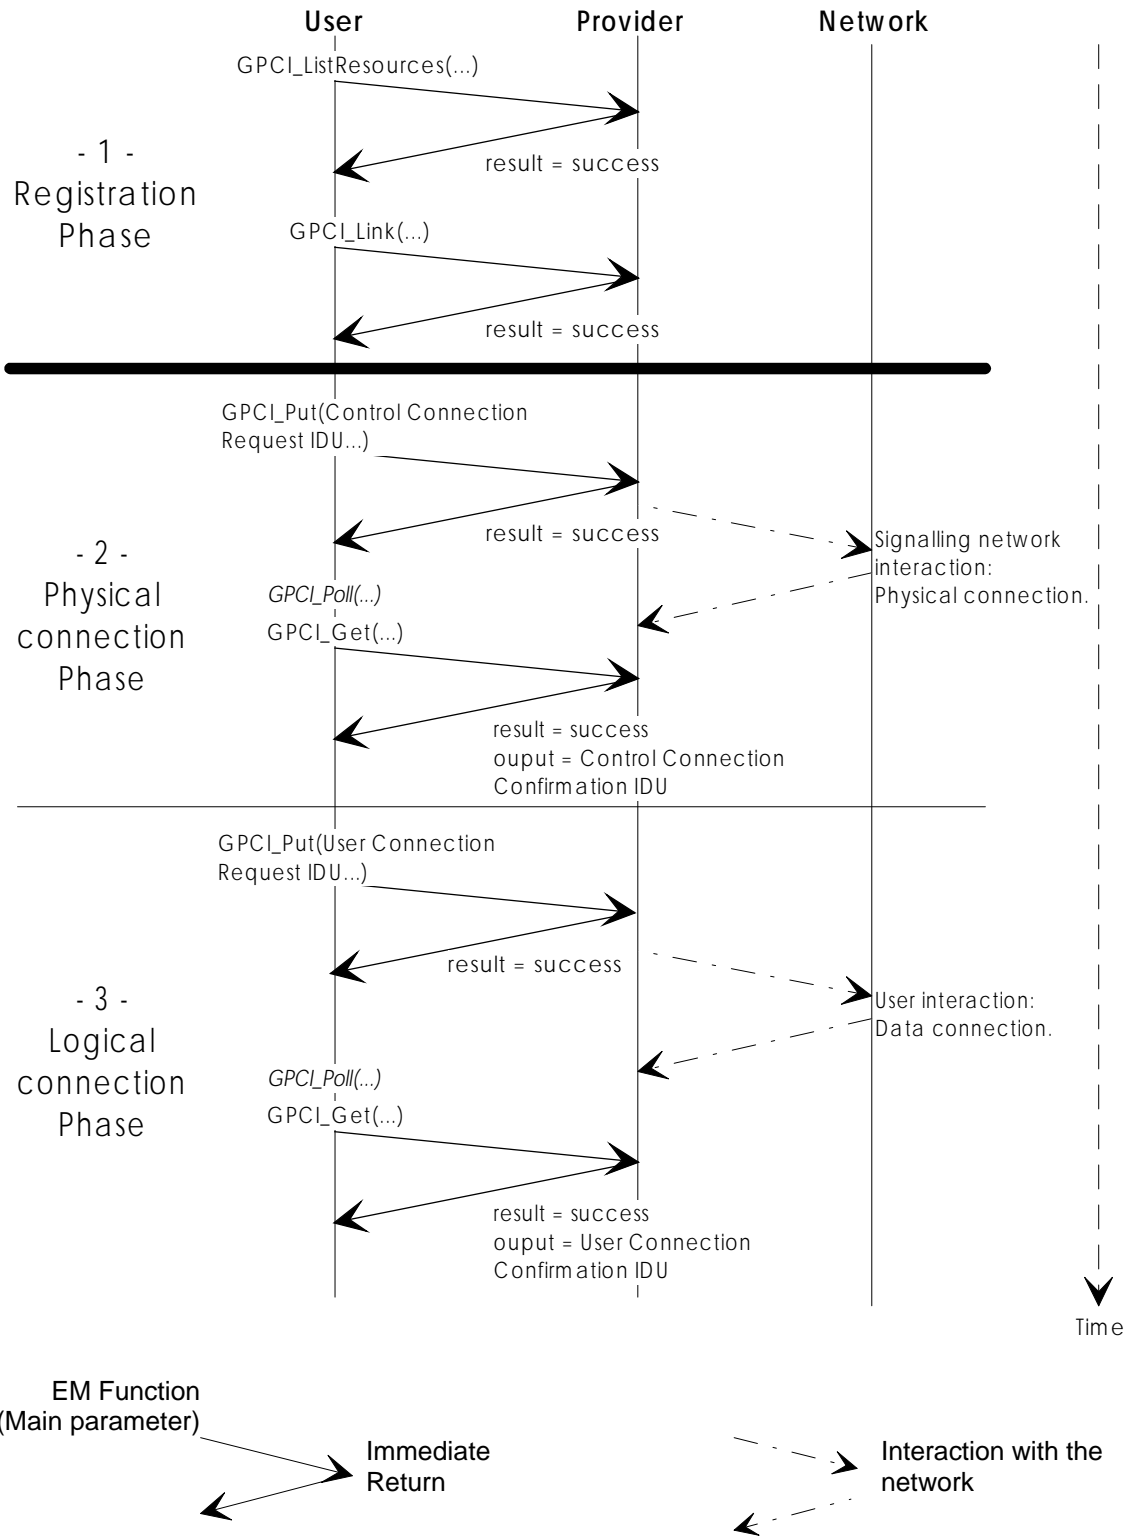 User Provider Network
GPCI_ListResources(...)
result = success
- 1 -
Registration
Phase
GPCI_Link(...)
result = success
GPCI_Put(Control Connection
Request IDU...)
result = success
Signalling network
interaction:
Physical connection.
- 2 -
Physical
connection
Phase
GPCI_Poll(...)
GPCI_Get(...)
result = success
ouput = Control Connection
Confirmation IDU
GPCI_Put(User Connection
Request IDU...)
result = success
User interaction:
Data connection.
- 3 -
Logical
connection
Phase
GPCI_Poll(...)
GPCI_Get(...)
result = success
ouput = User Connection
Confirmation IDU
Time
EM Function
(Main parameter)
Immediate
Return
Interaction with the
network